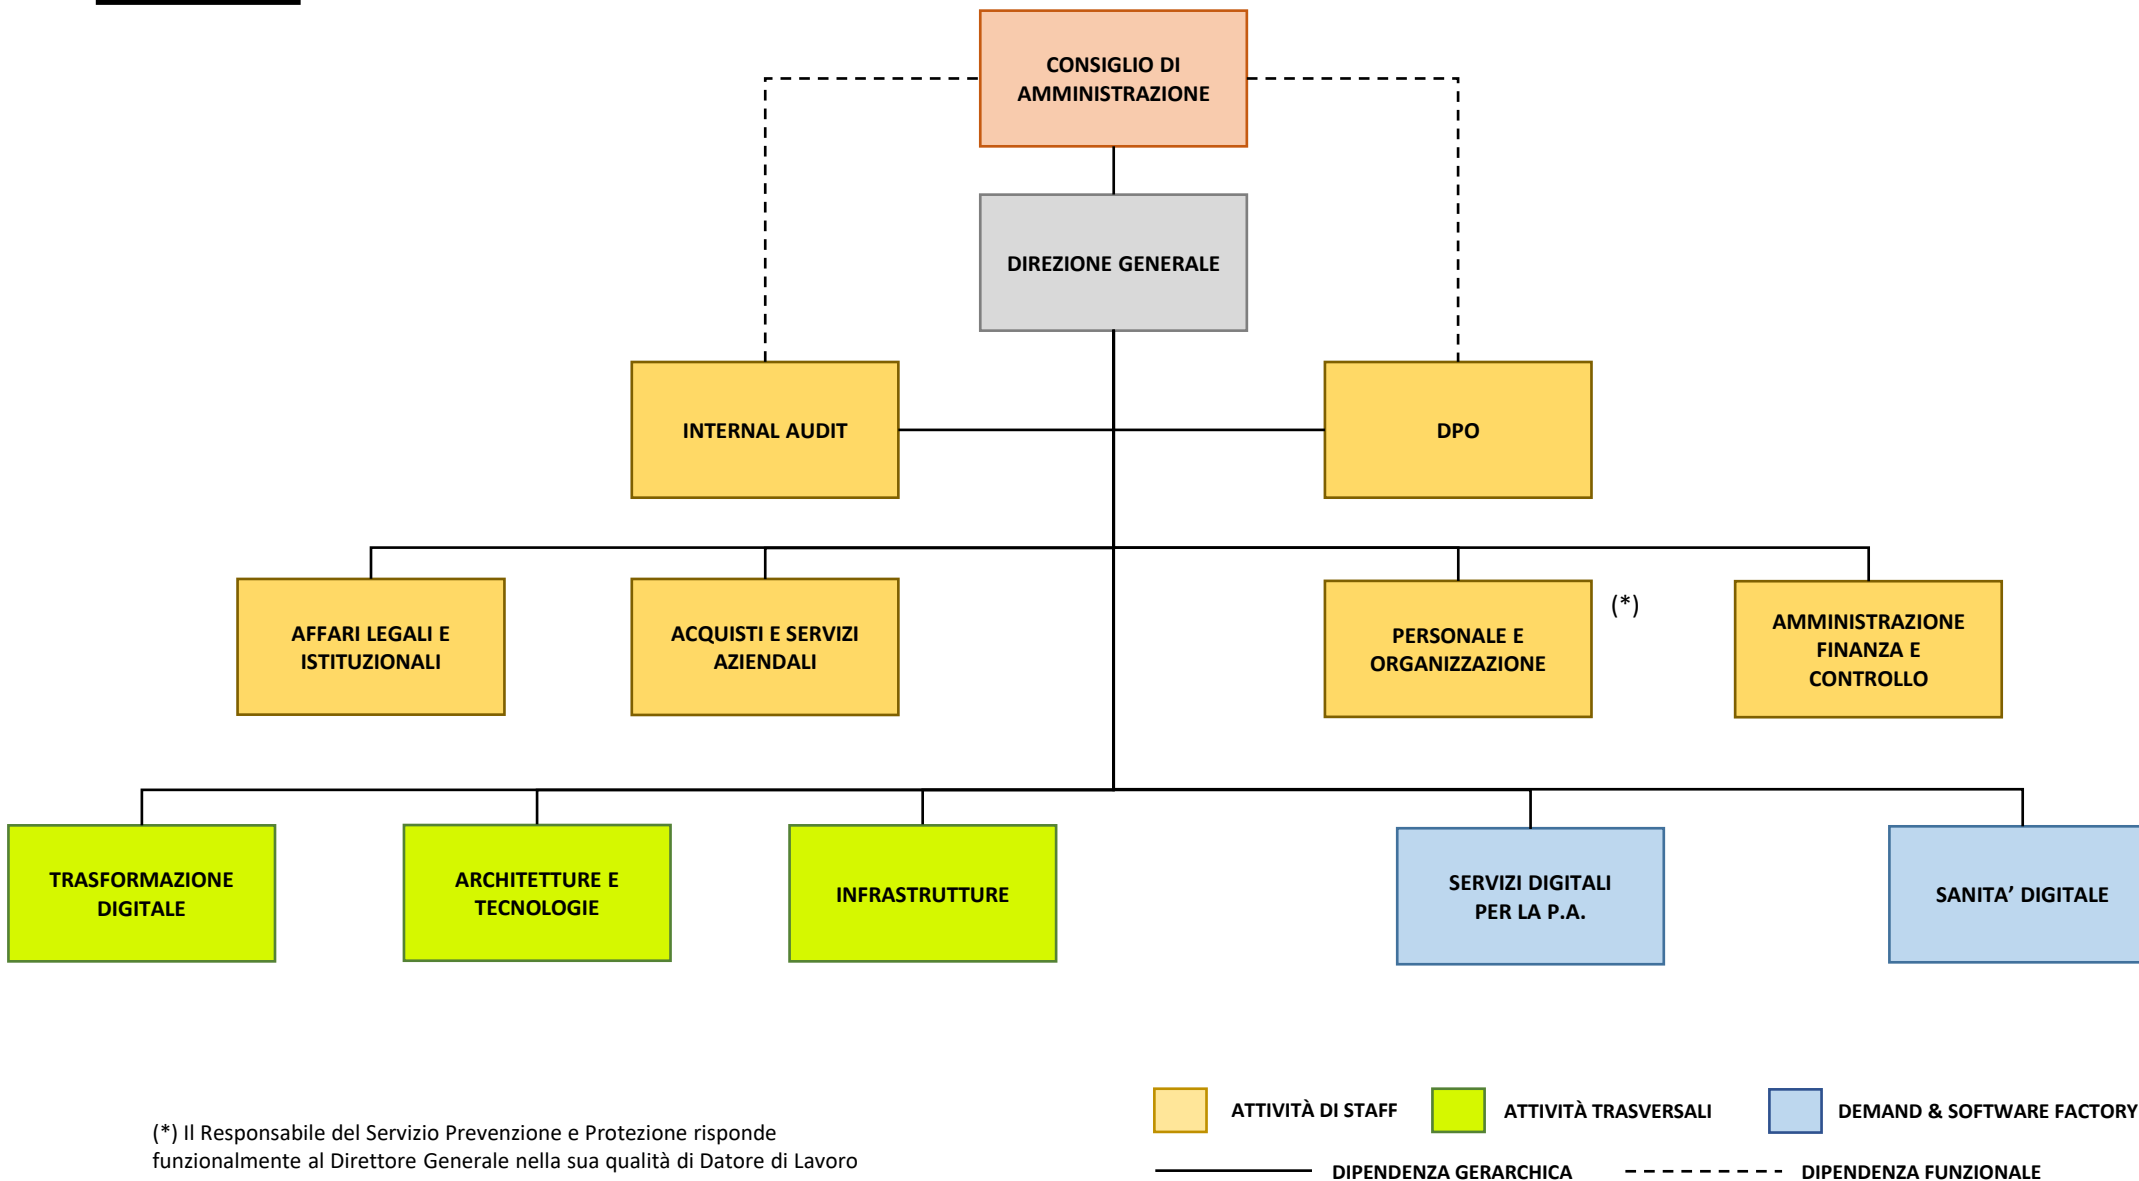 CONSIGLIO DI
AMMINISTRAZIONE
DIREZIONE GENERALE
INTERNAL AUDIT
DPO
AFFARI LEGALI E
ISTITUZIONALI
ACQUISTI E SERVIZI
AZIENDALI
PERSONALE E
ORGANIZZAZIONE
(*)
AMMINISTRAZIONE
FINANZA E
CONTROLLO
TRASFORMAZIONE
DIGITALE
ARCHITETTURE E
TECNOLOGIE
INFRASTRUTTURE
SERVIZI DIGITALI
PER LA P.A.
SANITA’ DIGITALE
(*) Il Responsabile del Servizio Prevenzione e Protezione risponde
funzionalmente al Direttore Generale nella sua qualità di Datore di Lavoro
ATTIVITÀ DI STAFF
ATTIVITÀ TRASVERSALI
DEMAND & SOFTWARE FACTORY
DIPENDENZA GERARCHICA
DIPENDENZA FUNZIONALE